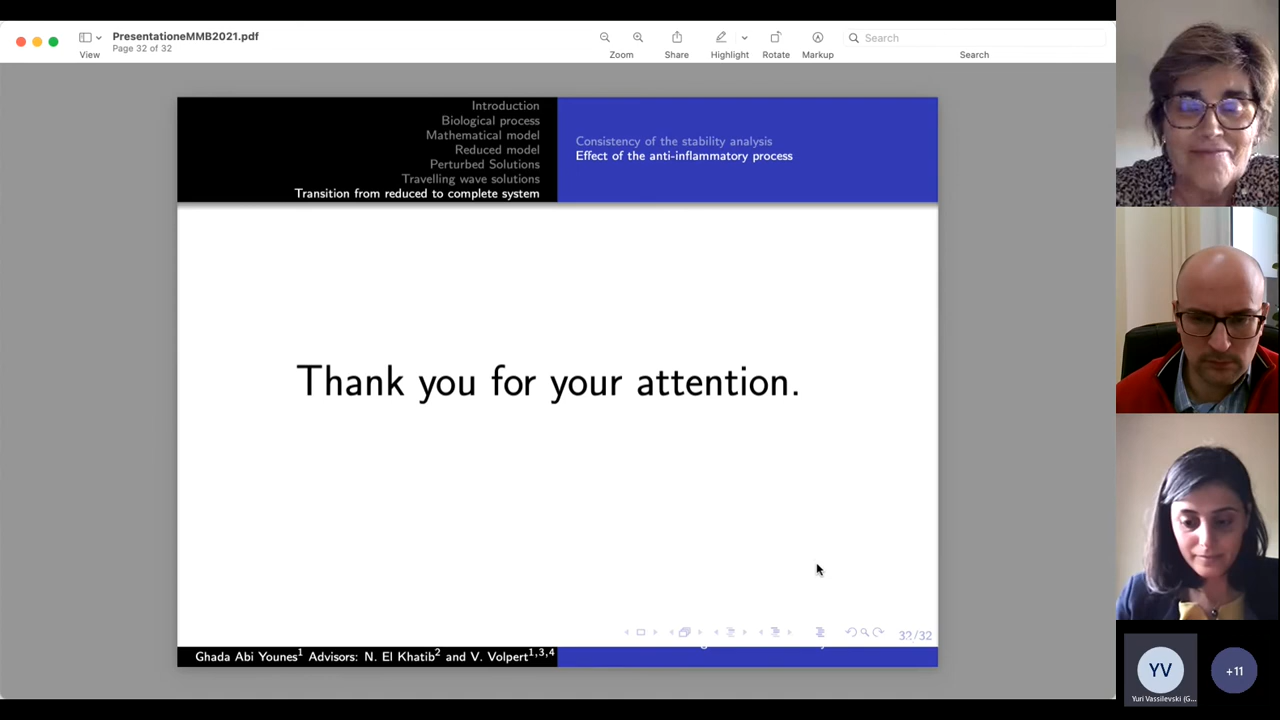 PresentationeMMB2021.pdf
Page 32 of 32
View
Zoom
Share
Highlight
Rotate
Markup
Search
Search
Introduction
Biological process
Mathematical model
Reduced model
Perturbed Solutions
Travelling wave solutions
Transition from reduced to complete system
Consistency of the stability analysis
Effect of the anti-inflammatory process
Thank you for your attention.
32/32
Ghada Abi Younes1 Advisors: N. El Khatib2 and V. Volpert1,3,4
YV
Yuri Vassilevski (G...
+11